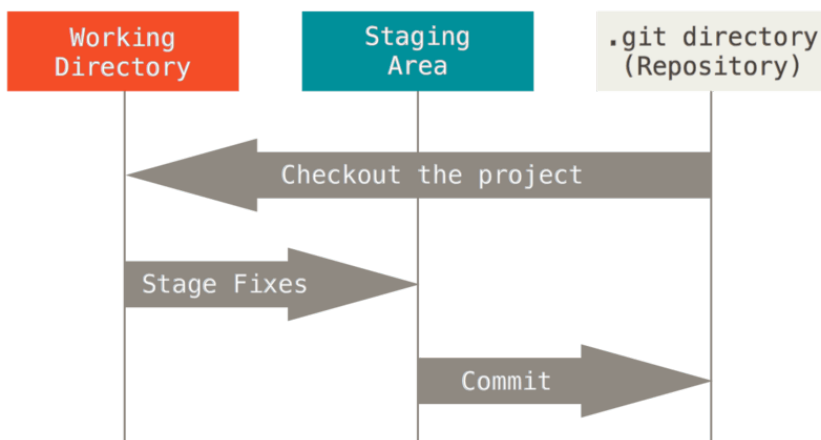 Working
Directory
Staging
Area
.git directory
(Repository)
Checkout the project
Stage Fixes
Commit